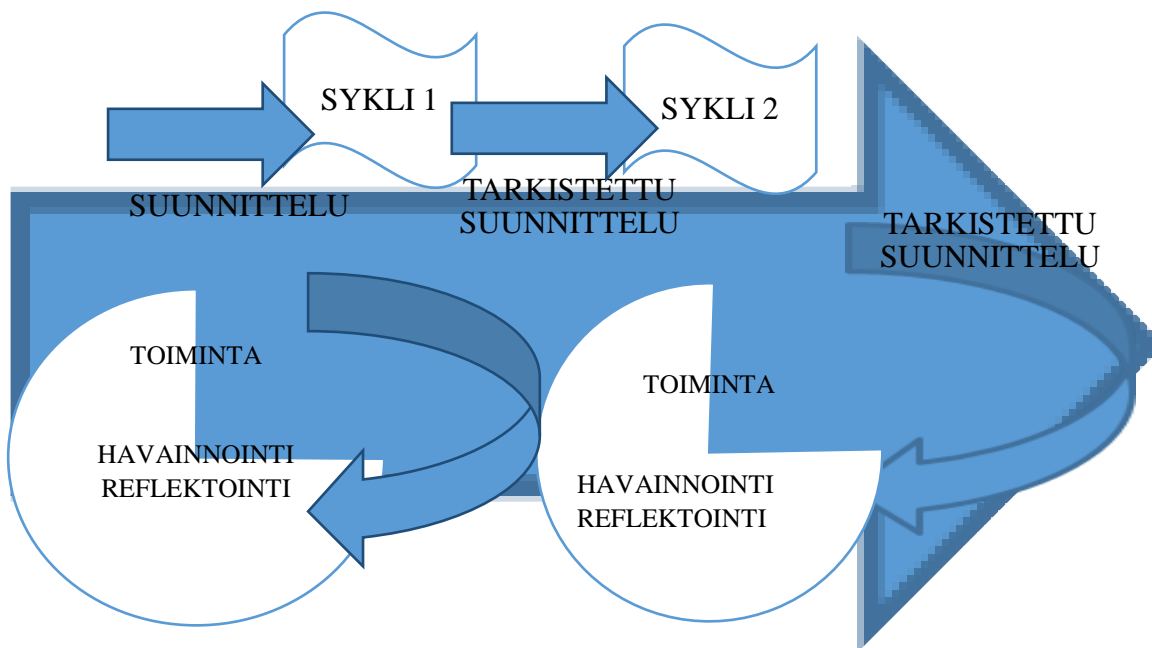 SYKLI 1
SYKLI 2
SUUNNITTELU
TARKISTETTU
SUUNNITTELU
TARKISTETTU
SUUNNITTELU
TOIMINTA
HAVAINNOINTI
REFLEKTOINTI
TOIMINTA
HAVAINNOINTI
REFLEKTOINTI